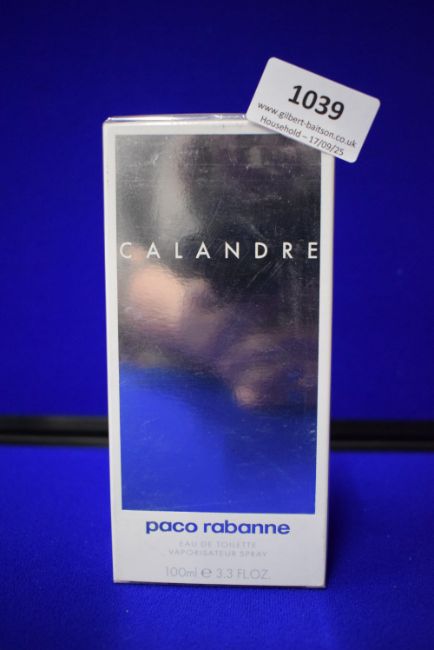 1039
www.gilbert-baitson.co.uk
Household – 17/09/25
CALANDRE
paco rabanne
EAU DE TOILETTE
VAPORISATEUR SPRAY
100ml e 3.3 FL.OZ.